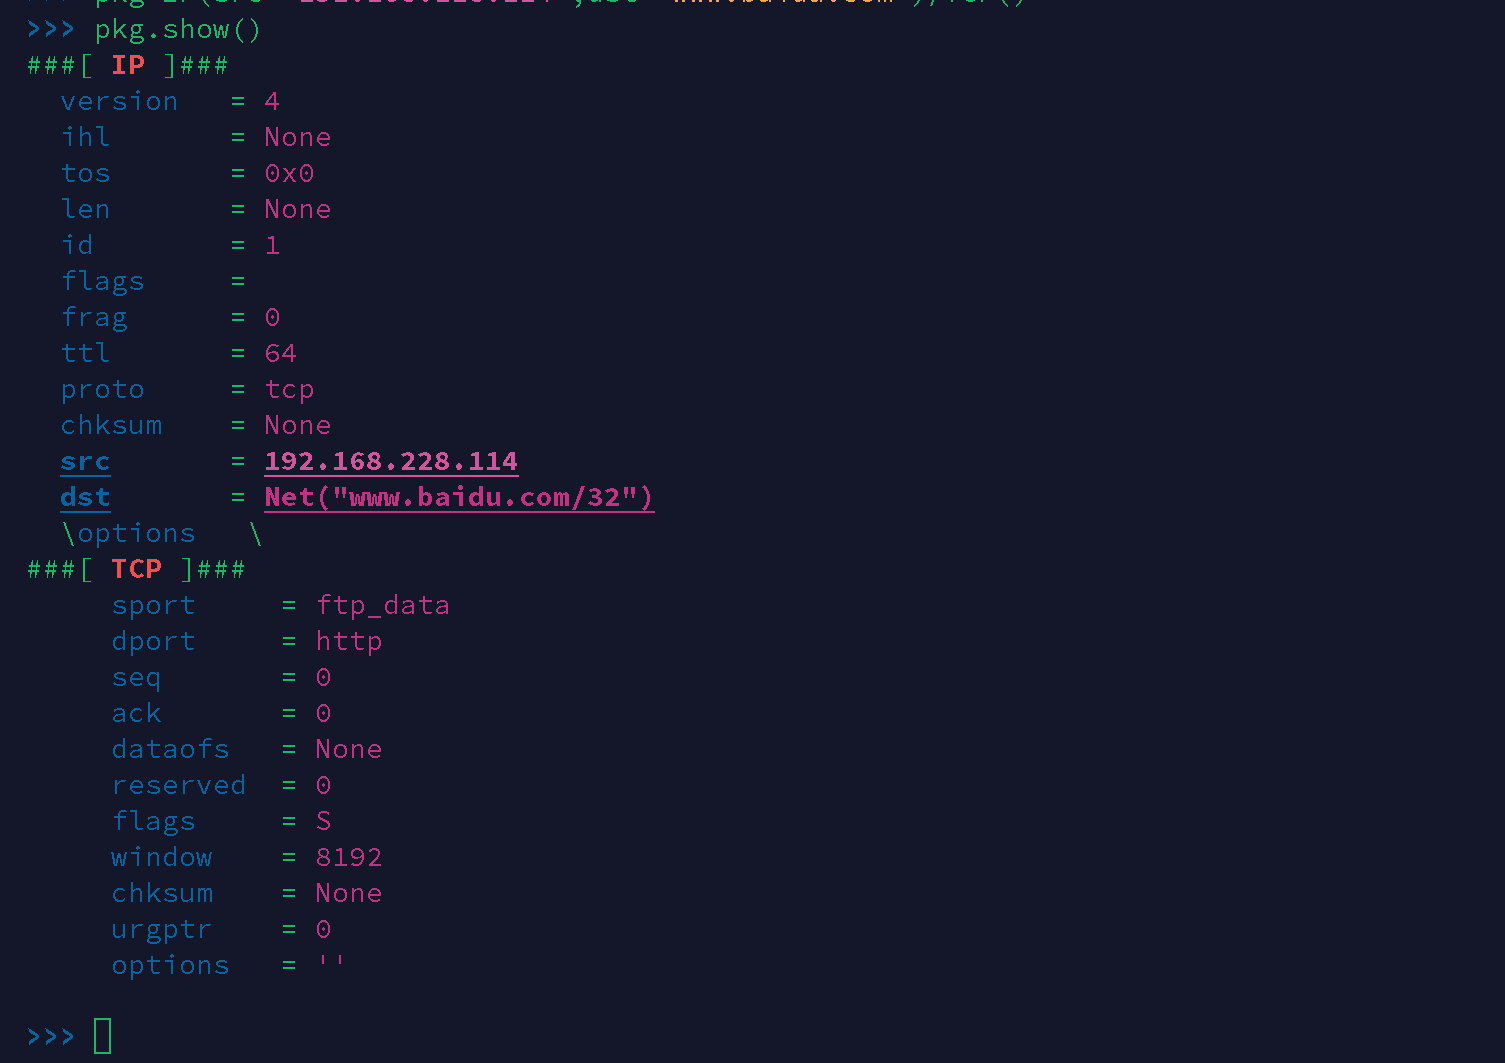 >>> pkg.show()
###[ IP ]###
  version   = 4
  ihl       = None
  tos       = 0x0
  len       = None
  id        = 1
  flags     =
  frag      = 0
  ttl       = 64
  proto     = tcp
  chksum    = None
  src       = 192.168.228.114
  dst       = Net("www.baidu.com/32")
  \options   \
###[ TCP ]###
     sport     = ftp_data
     dport     = http
     seq       = 0
     ack       = 0
     dataofs   = None
     reserved  = 0
     flags     = S
     window    = 8192
     chksum    = None
     urgptr    = 0
     options   = ''
>>>